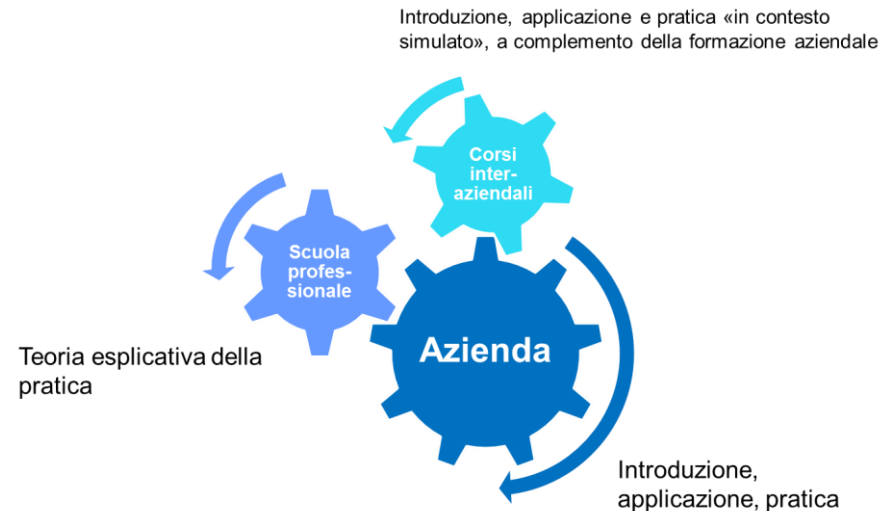 Introduzione, applicazione e pratica «in contesto
simulato», a complemento della formazione aziendale
Corsi
inter-
aziendali
Scuola
profes-
sionale
Azienda
Teoria esplicativa della
pratica
Introduzione,
applicazione, pratica